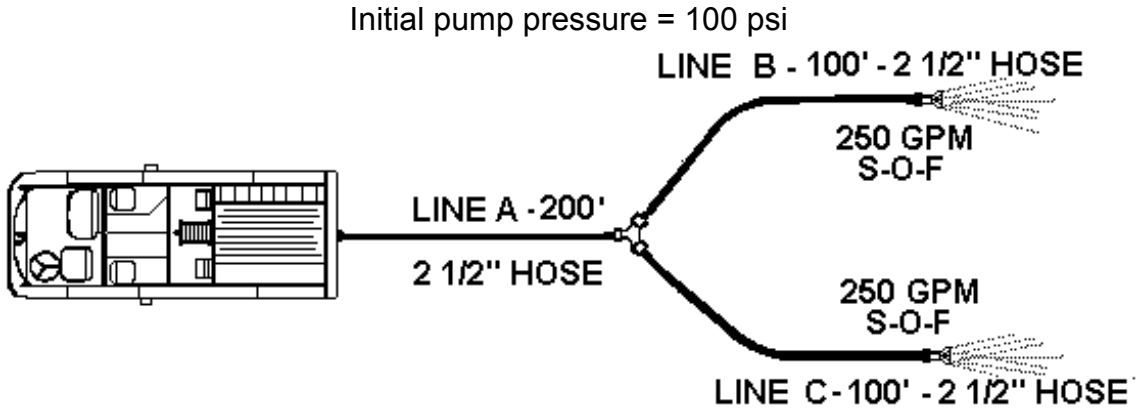 Initial pump pressure = 100 psi
LINE B - 100' - 2 1/2" HOSE
250 GPM
S-O-F
LINE A - 200'
2 1/2" HOSE
250 GPM
S-O-F
LINE C - 100' - 2 1/2" HOSE